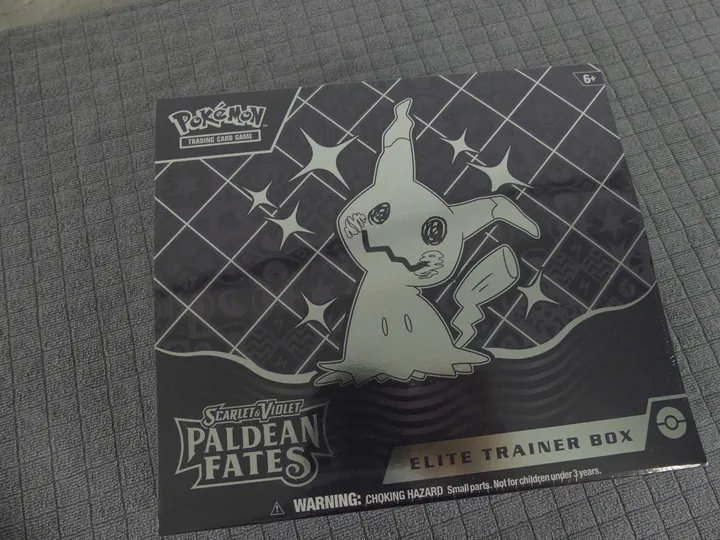 6+
Pokémon
TRADING CARD GAME
SCARLET & VIOLET
PALDEAN
FATES
ELITE TRAINER BOX
⚠ WARNING: CHOKING HAZARD Small parts. Not for children under 3 years.